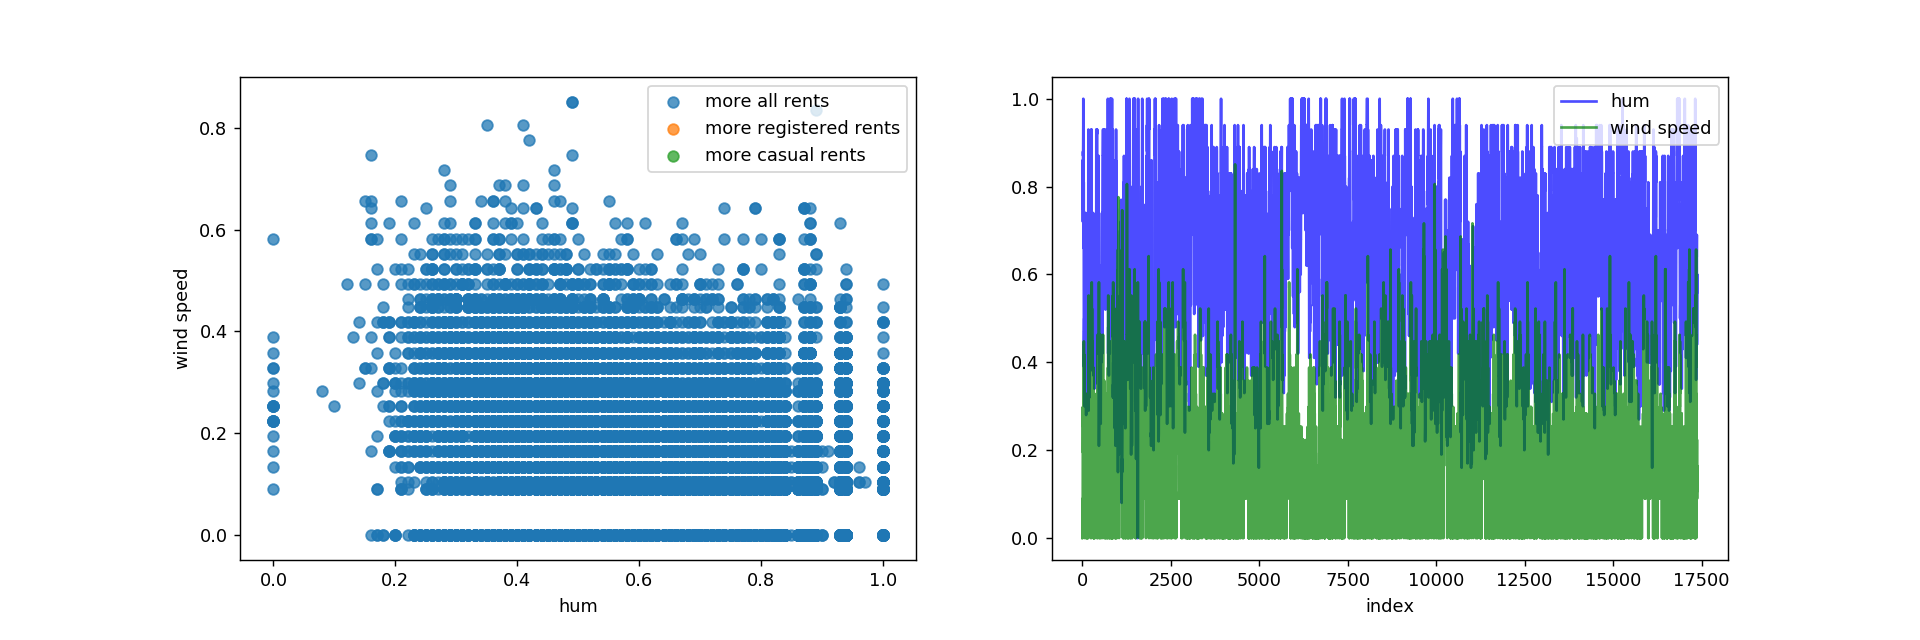 more all rents
more registered rents
more casual rents
0.8
0.6
0.4
0.2
0.0
wind speed
0.0 0.2 0.4 0.6 0.8 1.0
hum
hum
wind speed
1.0
0.8
0.6
0.4
0.2
0.0
0 2500 5000 7500 10000 12500 15000 17500
index